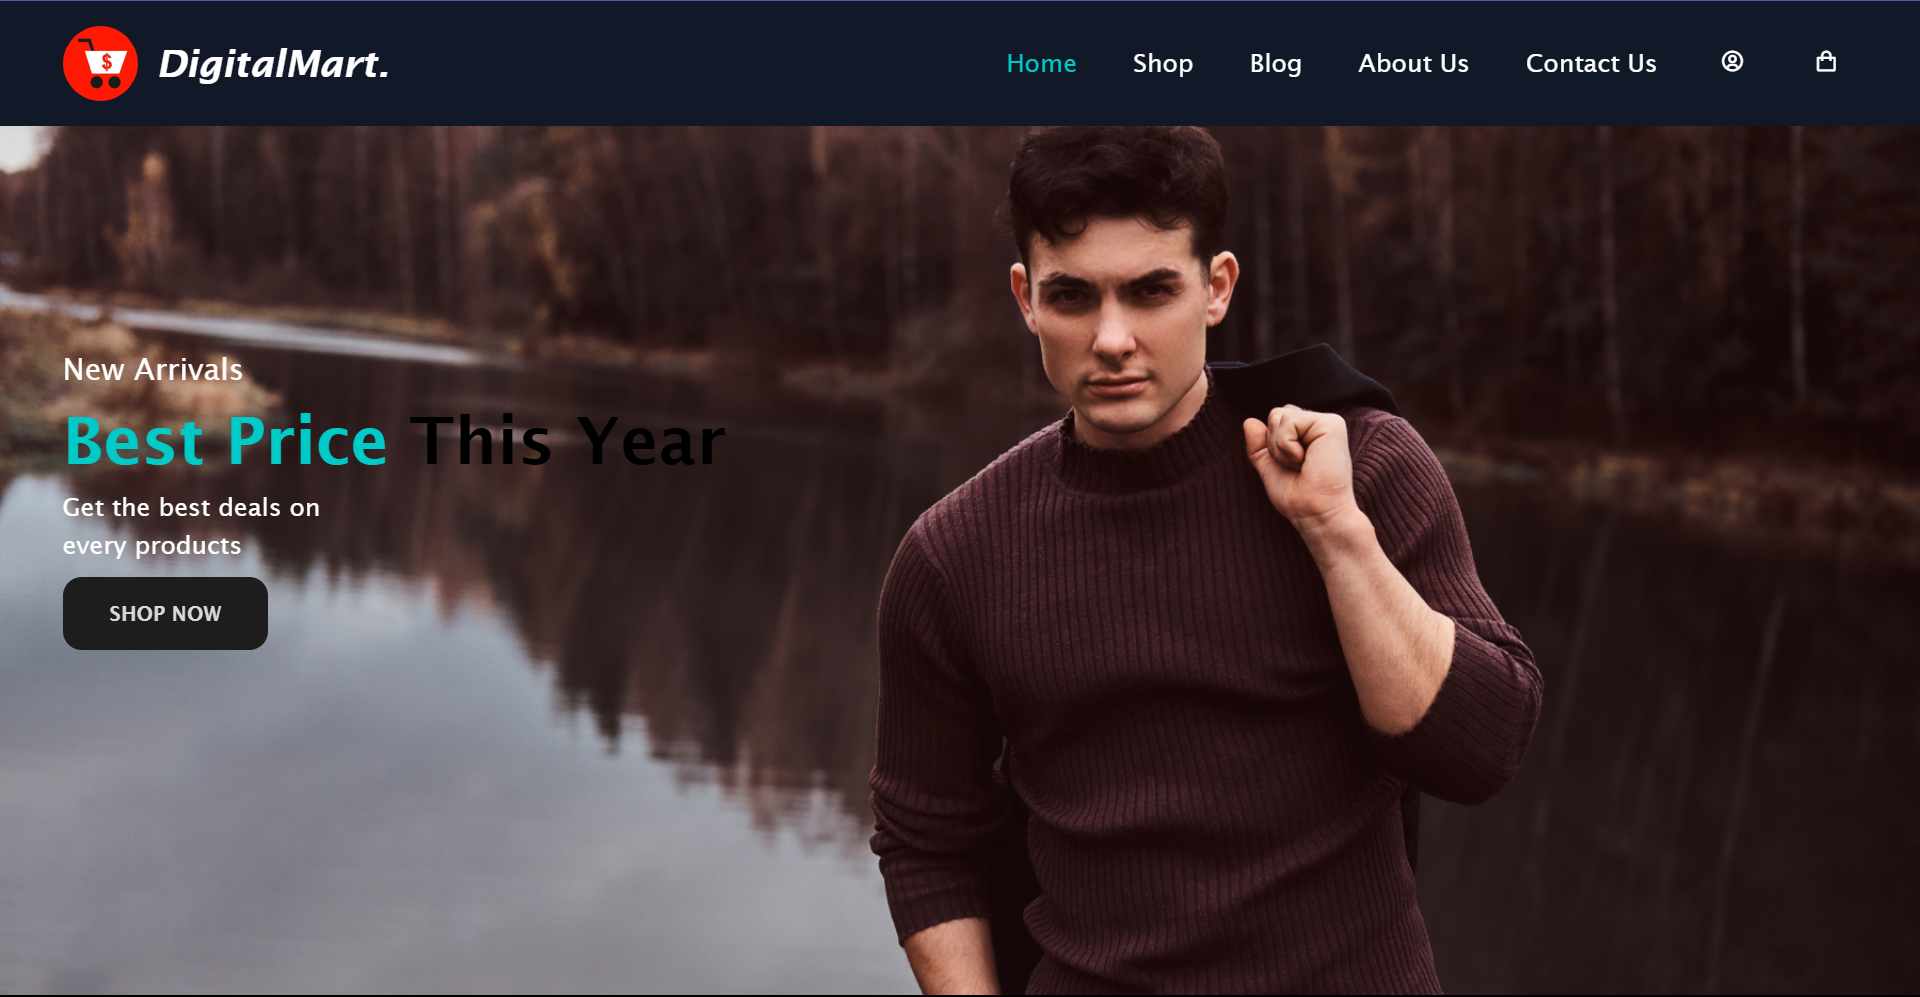 $
DigitalMart.
Home Shop Blog About Us Contact Us
New Arrivals
Best Price This Year
Get the best deals on
every products
SHOP NOW